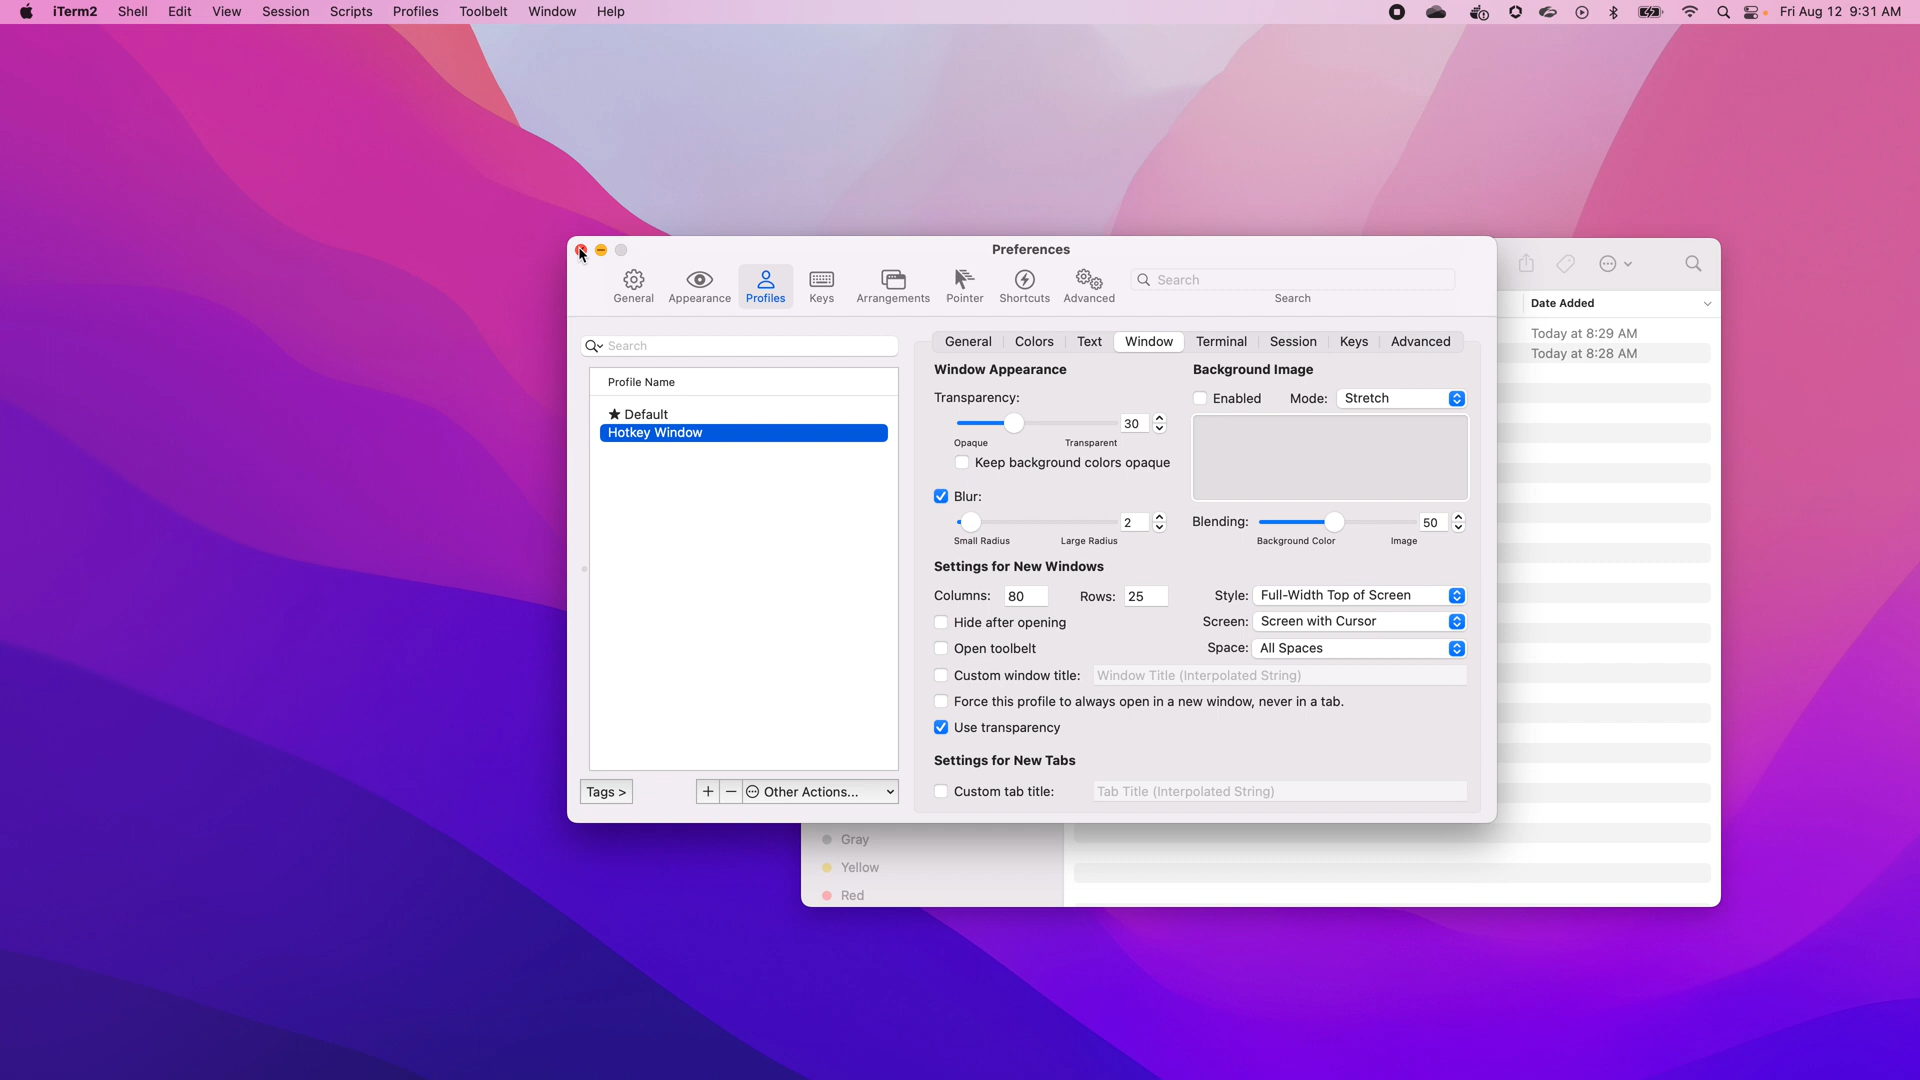 iTerm2 Shell Edit View Session Scripts Profiles Toolbelt Window Help Fri Aug 12 9:31 AM
Preferences
General Appearance Profiles Keys Arrangements Pointer Shortcuts Advanced Search
Search
Date Added
Today at 8:29 AM
Today at 8:28 AM
Search
Profile Name
★ Default
Hotkey Window
Tags >
+ − Other Actions...
General Colors Text Window Terminal Session Keys Advanced
Window Appearance
Transparency:
30
Opaque Transparent
Keep background colors opaque
Blur:
2
Small Radius Large Radius
Background Image
Enabled Mode: Stretch
Blending: 50
Background Color Image
Settings for New Windows
Columns: 80 Rows: 25 Style: Full-Width Top of Screen
Hide after opening Screen: Screen with Cursor
Open toolbelt Space: All Spaces
Custom window title: Window Title (Interpolated String)
Force this profile to always open in a new window, never in a tab.
Use transparency
Settings for New Tabs
Custom tab title: Tab Title (Interpolated String)
Gray
Yellow
Red